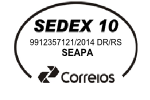 SEDEX 10
9912357121/2014 DR/RS
SEAPA
Correios